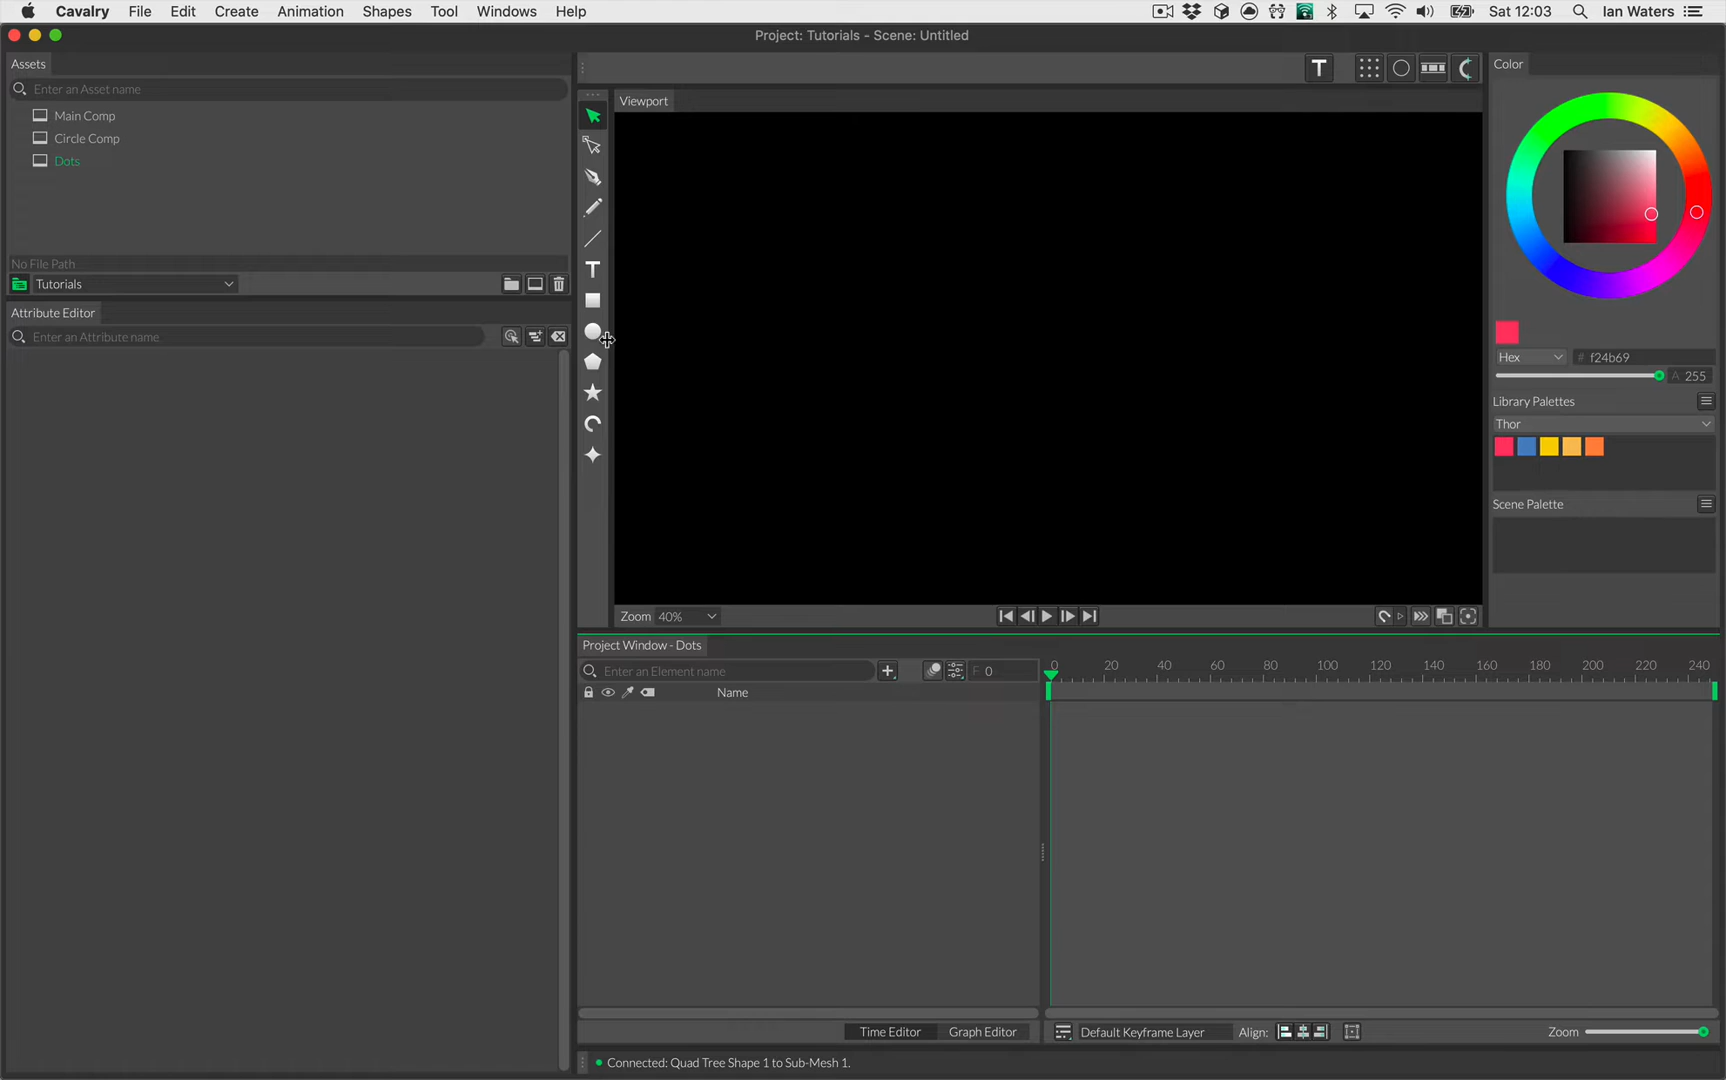 Cavalry File Edit Create Animation Shapes Tool Windows Help Sat 12:03 Ian Waters
Project: Tutorials - Scene: Untitled
Assets
Enter an Asset name
Main Comp
Circle Comp
Dots
No File Path
Tutorials
Attribute Editor
Enter an Attribute name
T
Viewport
T
Zoom 40%
Color
Hex # f24b69
A 255
Library Palettes
Thor
Scene Palette
Project Window - Dots
Enter an Element name F 0
Name
0 20 40 60 80 100 120 140 160 180 200 220 240
Time Editor Graph Editor Default Keyframe Layer Align: Zoom
Connected: Quad Tree Shape 1 to Sub-Mesh 1.